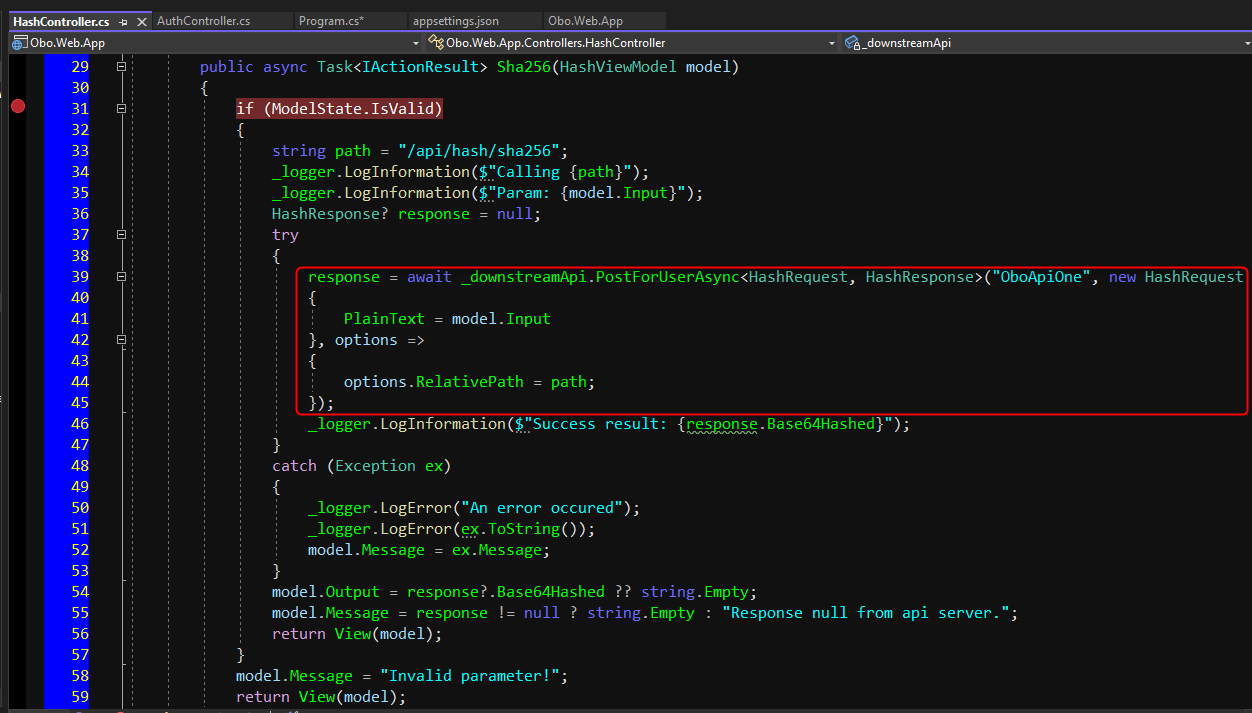 HashController.cs AuthController.cs Program.cs* appsettings.json Obo.Web.App
Obo.Web.App Obo.Web.App.Controllers.HashController _downstreamApi
29 public async Task<IActionResult> Sha256(HashViewModel model)
30 {
31 if (ModelState.IsValid)
32 {
33 string path = "/api/hash/sha256";
34 _logger.LogInformation($"Calling {path}");
35 _logger.LogInformation($"Param: {model.Input}");
36 HashResponse? response = null;
37 try
38 {
39 response = await _downstreamApi.PostForUserAsync<HashRequest, HashResponse>("OboApiOne", new HashRequest
40 {
41 PlainText = model.Input
42 }, options =>
43 {
44 options.RelativePath = path;
45 });
46 _logger.LogInformation($"Success result: {response.Base64Hashed}");
47 }
48 catch (Exception ex)
49 {
50 _logger.LogError("An error occured");
51 _logger.LogError(ex.ToString());
52 model.Message = ex.Message;
53 }
54 model.Output = response?.Base64Hashed ?? string.Empty;
55 model.Message = response != null ? string.Empty : "Response null from api server.";
56 return View(model);
57 }
58 model.Message = "Invalid parameter!";
59 return View(model);